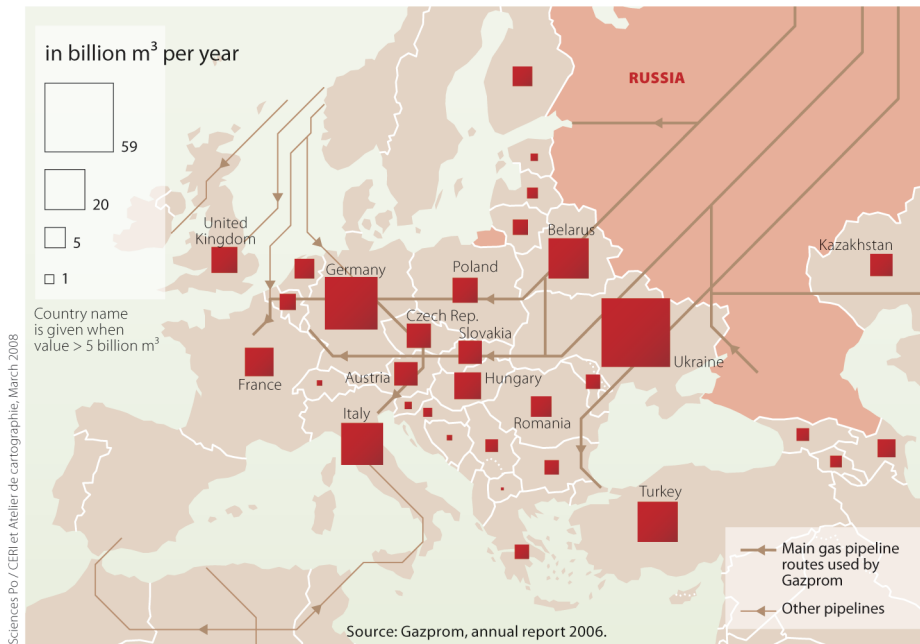 in billion m³ per year
59
20
5
1
Country name
is given when
value > 5 billion m³
RUSSIA
United
Kingdom
Belarus
Kazakhstan
Germany
Poland
Czech Rep.
Slovakia
Ukraine
France
Austria
Hungary
Italy
Romania
Turkey
Main gas pipeline
routes used by
Gazprom
Other pipelines
Source: Gazprom, annual report 2006.
Sciences Po / CERI et Atelier de cartographie, March 2008